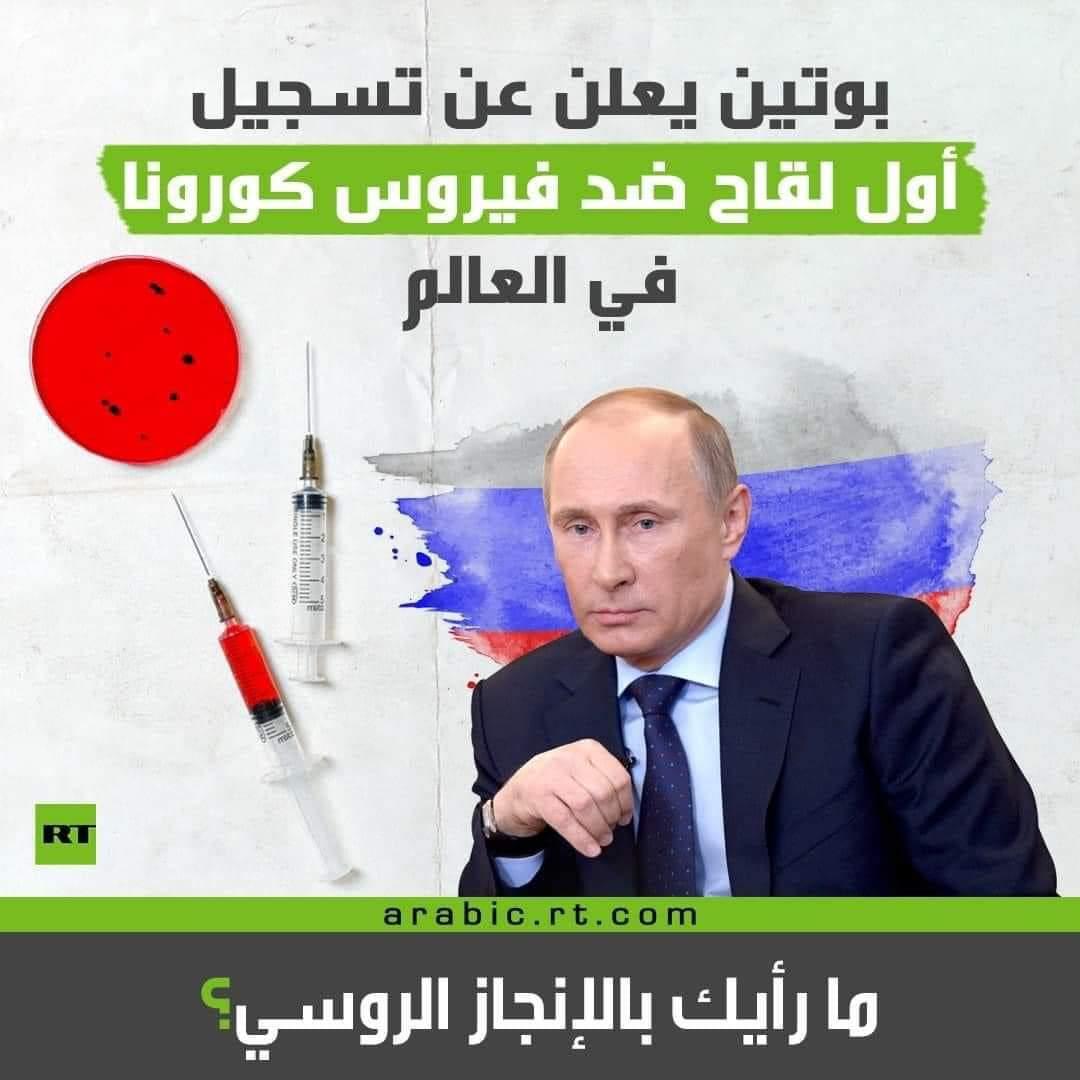 بوتين يعلن عن تسجيل
أول لقاح ضد فيروس كورونا
في العالم
RT
arabic.rt.com
ما رأيك بالإنجاز الروسي؟